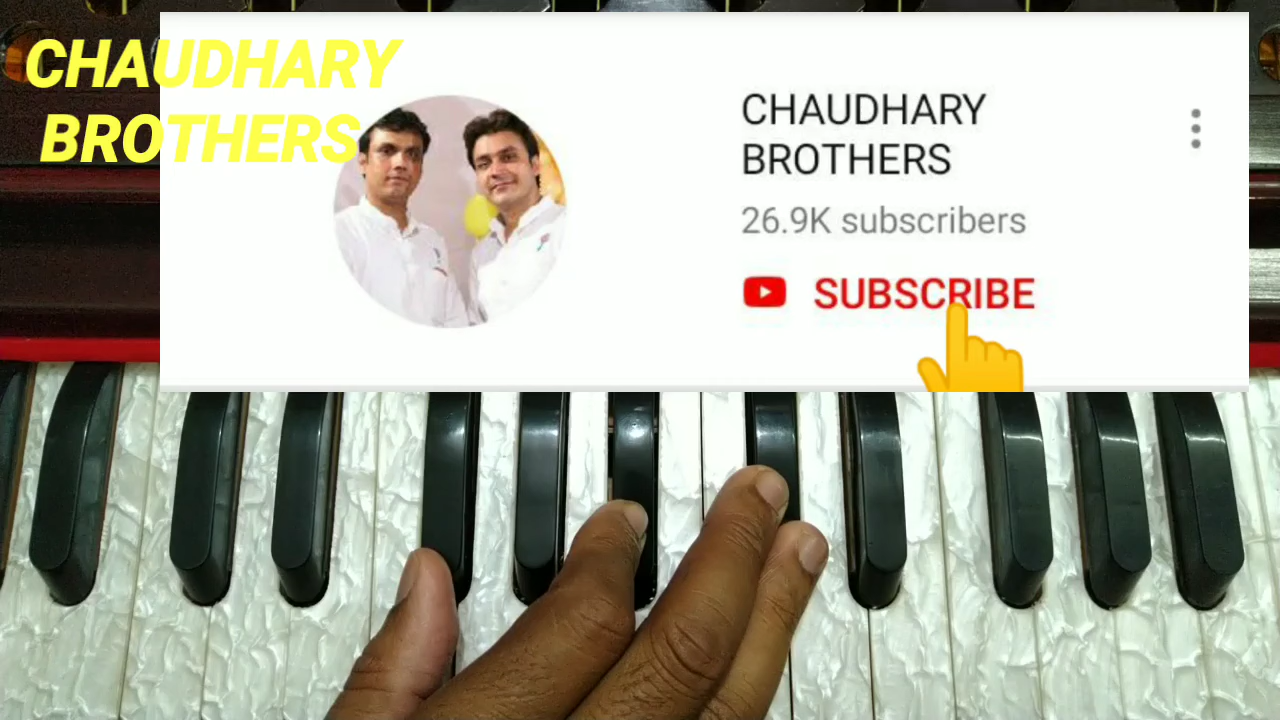 CHAUDHARY
BROTHERS
CHAUDHARY
BROTHERS
26.9K subscribers
SUBSCRIBE